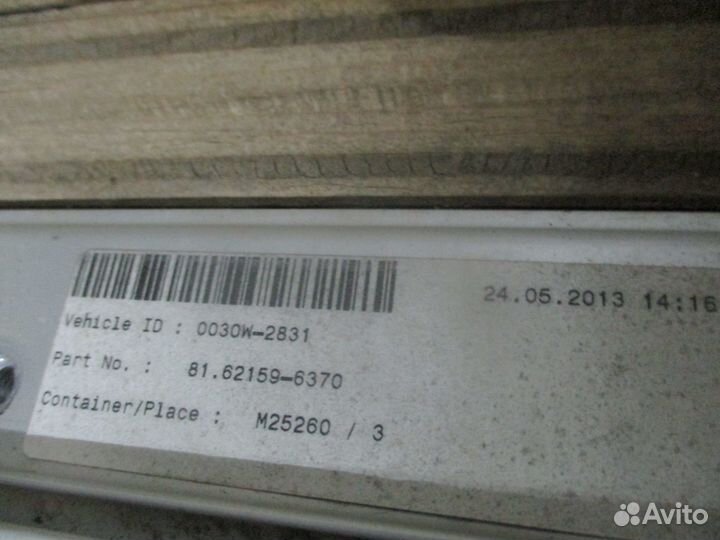 24.05.2013 14:16
Vehicle ID : 0030W-2831
Part No. : 81.62159-6370
Container/Place : M25260 / 3
Avito